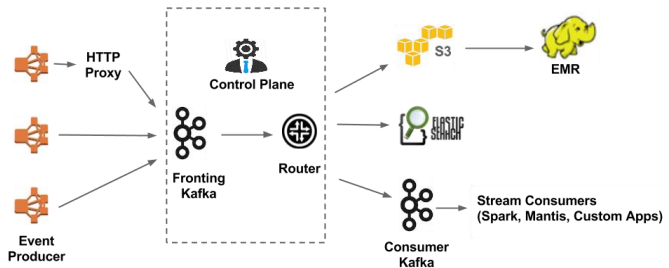 HTTP
Proxy
Control Plane
S3
EMR
ELASTIC
SEARCH
Fronting
Kafka
Router
Event
Producer
Consumer
Kafka
Stream Consumers
(Spark, Mantis, Custom Apps)